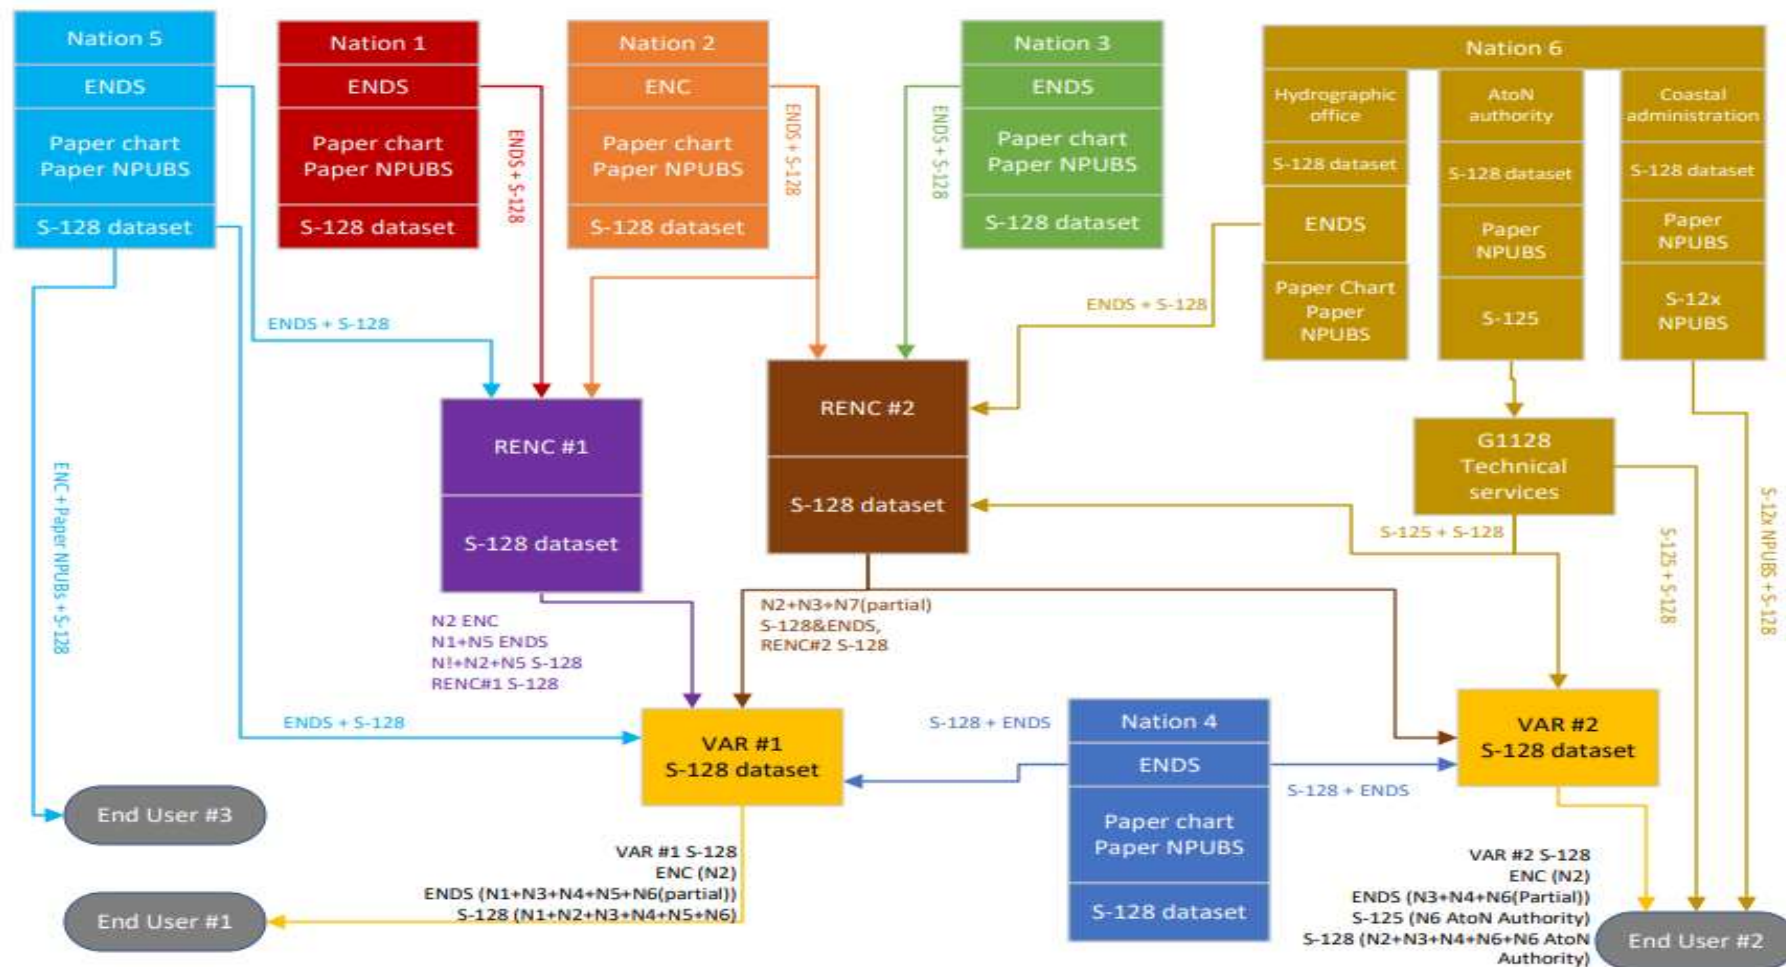 Nation 5
ENDS
Paper chart
Paper NPUBS
S-128 dataset
Nation 1
ENDS
Paper chart
Paper NPUBS
S-128 dataset
Nation 2
ENC
Paper chart
Paper NPUBS
S-128 dataset
Nation 3
ENDS
Paper chart
Paper NPUBS
S-128 dataset
Nation 6
Hydrographic
office
S-128 dataset
ENDS
Paper Chart
Paper
NPUBS
AtoN
authority
S-128 dataset
Paper
NPUBS
S-125
Coastal
administration
S-128 dataset
Paper
NPUBS
S-12x
NPUBS
ENDS + S-128
ENDS + S-128
ENDS + S-128
ENDS + S-128
ENDS + S-128
RENC #1
S-128 dataset
RENC #2
S-128 dataset
G1128
Technical
services
S-125 + S-128
S-125 + S-128
S-12x NPUBS + S-128
ENC + Paper NPUBs + S-128
N2 ENC
N1+N5 ENDS
N!+N2+N5 S-128
RENC#1 S-128
N2+N3+N7(partial)
S-128&ENDS,
RENC#2 S-128
ENDS + S-128
VAR #1
S-128 dataset
S-128 + ENDS
Nation 4
ENDS
Paper chart
Paper NPUBS
S-128 dataset
S-128 + ENDS
VAR #2
S-128 dataset
End User #3
VAR #1 S-128
ENC (N2)
ENDS (N1+N3+N4+N5+N6(partial))
S-128 (N1+N2+N3+N4+N5+N6)
End User #1
VAR #2 S-128
ENC (N2)
ENDS (N3+N4+N6(Partial))
S-125 (N6 AtoN Authority)
S-128 (N2+N3+N4+N6+N6 AtoN
Authority)
End User #2